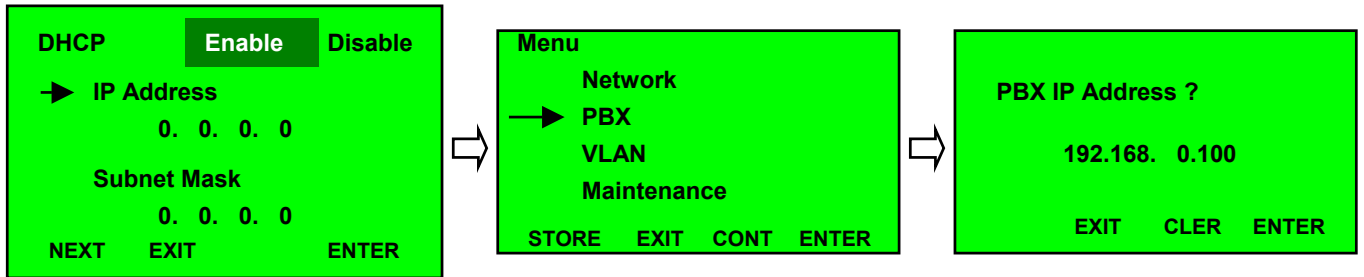 DHCP Enable Disable
IP Address
0. 0. 0. 0
Subnet Mask
0. 0. 0. 0
NEXT EXIT ENTER
Menu
Network
PBX
VLAN
Maintenance
STORE EXIT CONT ENTER
PBX IP Address ?
192.168. 0.100
EXIT CLER ENTER